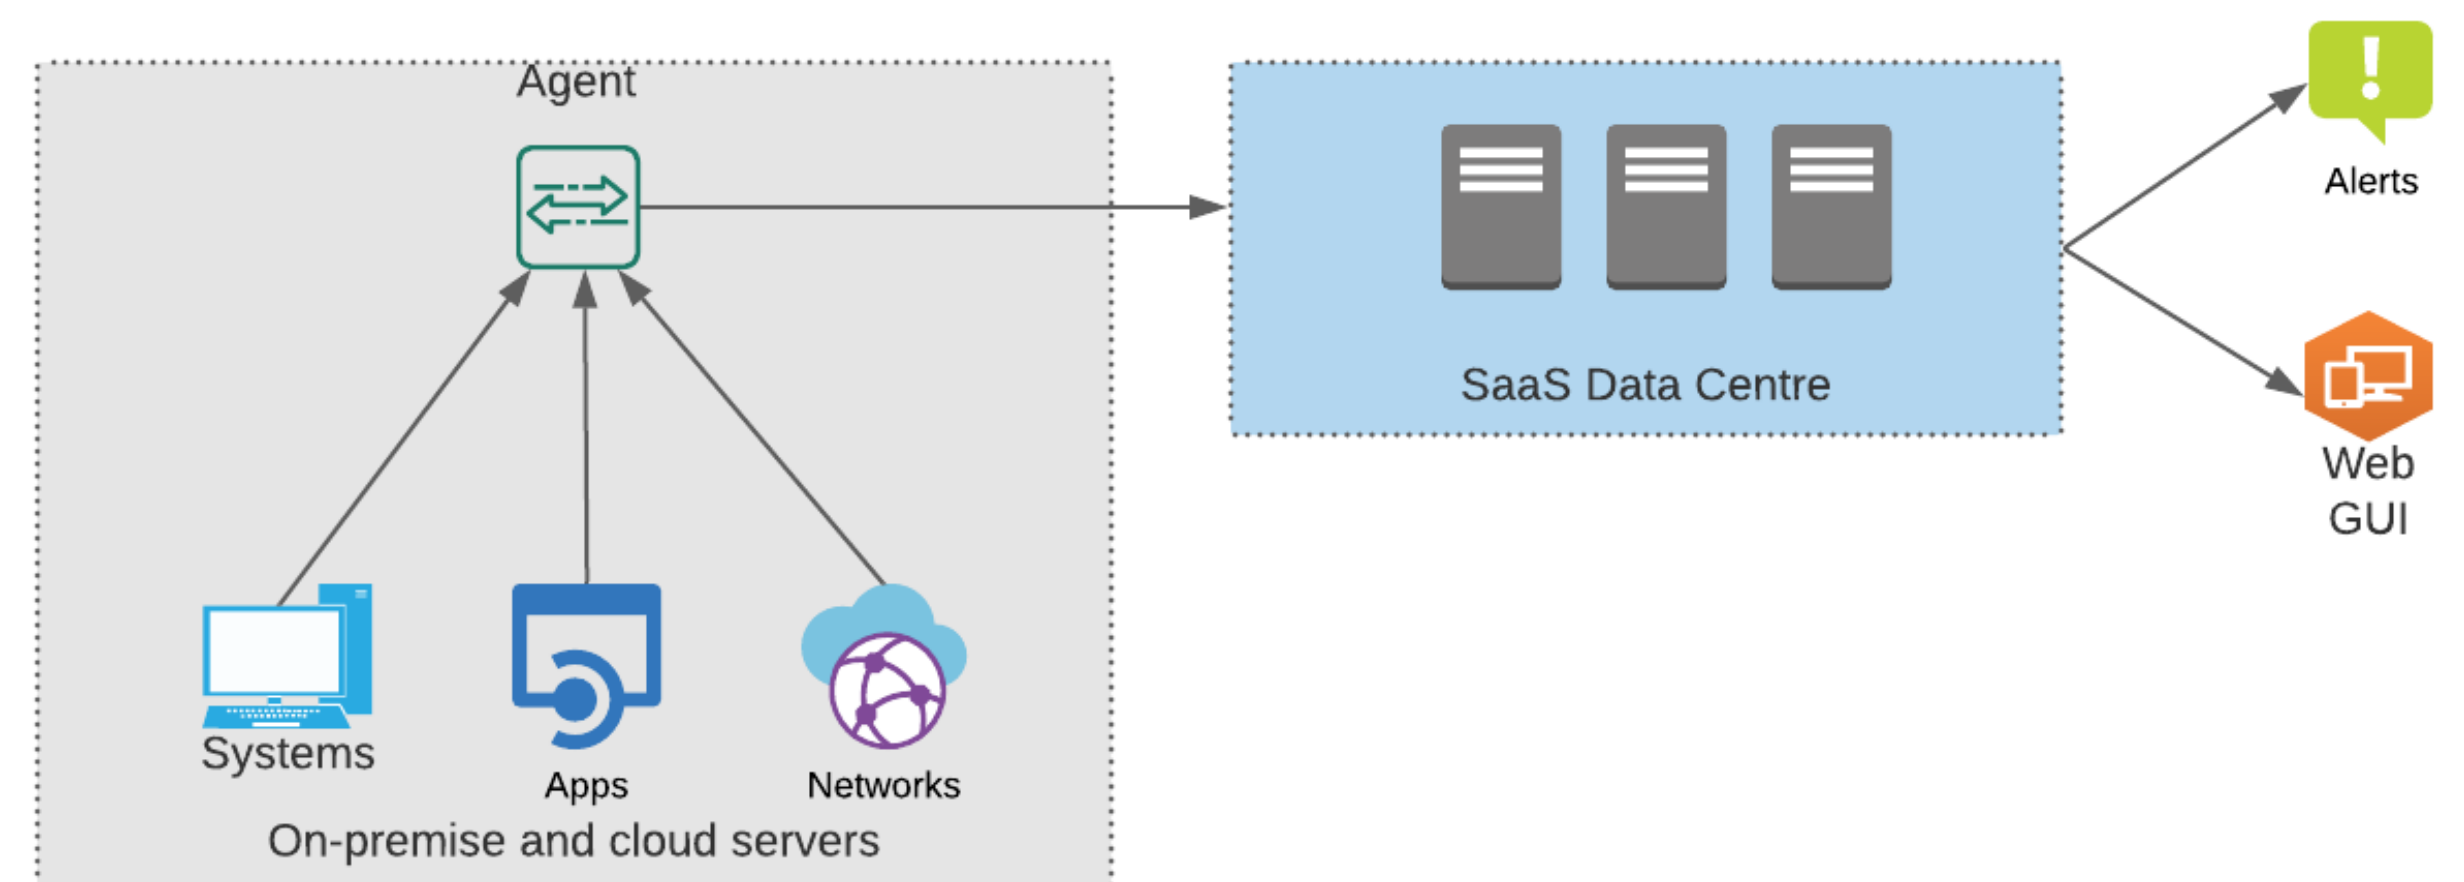 Agent
SaaS Data Centre
Alerts
Web
GUI
Systems
Apps
Networks
On-premise and cloud servers